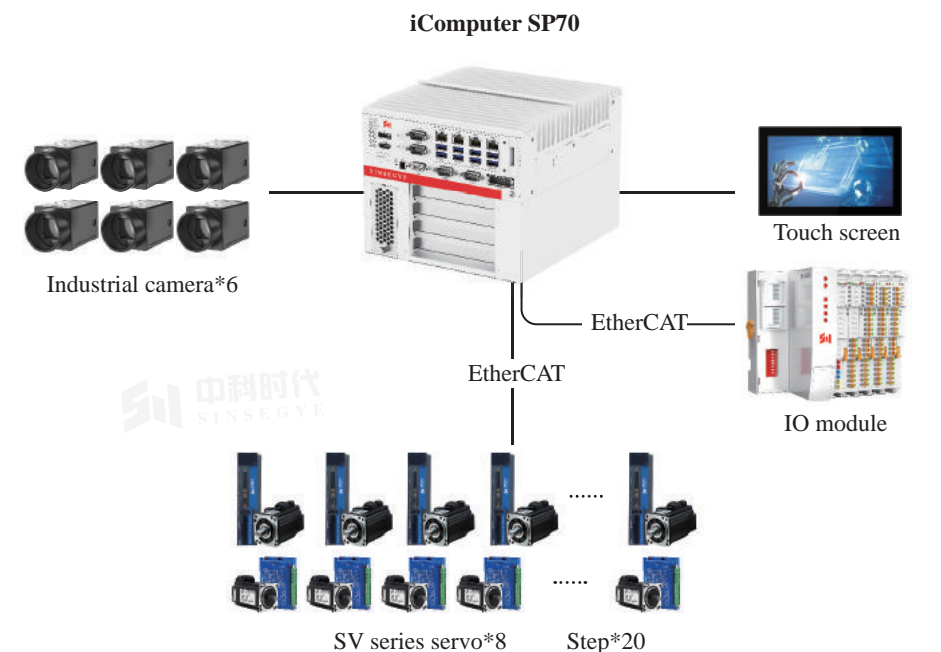 iComputer SP70
SINSEGYE
Touch screen
Industrial camera*6
EtherCAT
EtherCAT
IO module
中科时代
SINSEGYE
SV series servo*8
Step*20